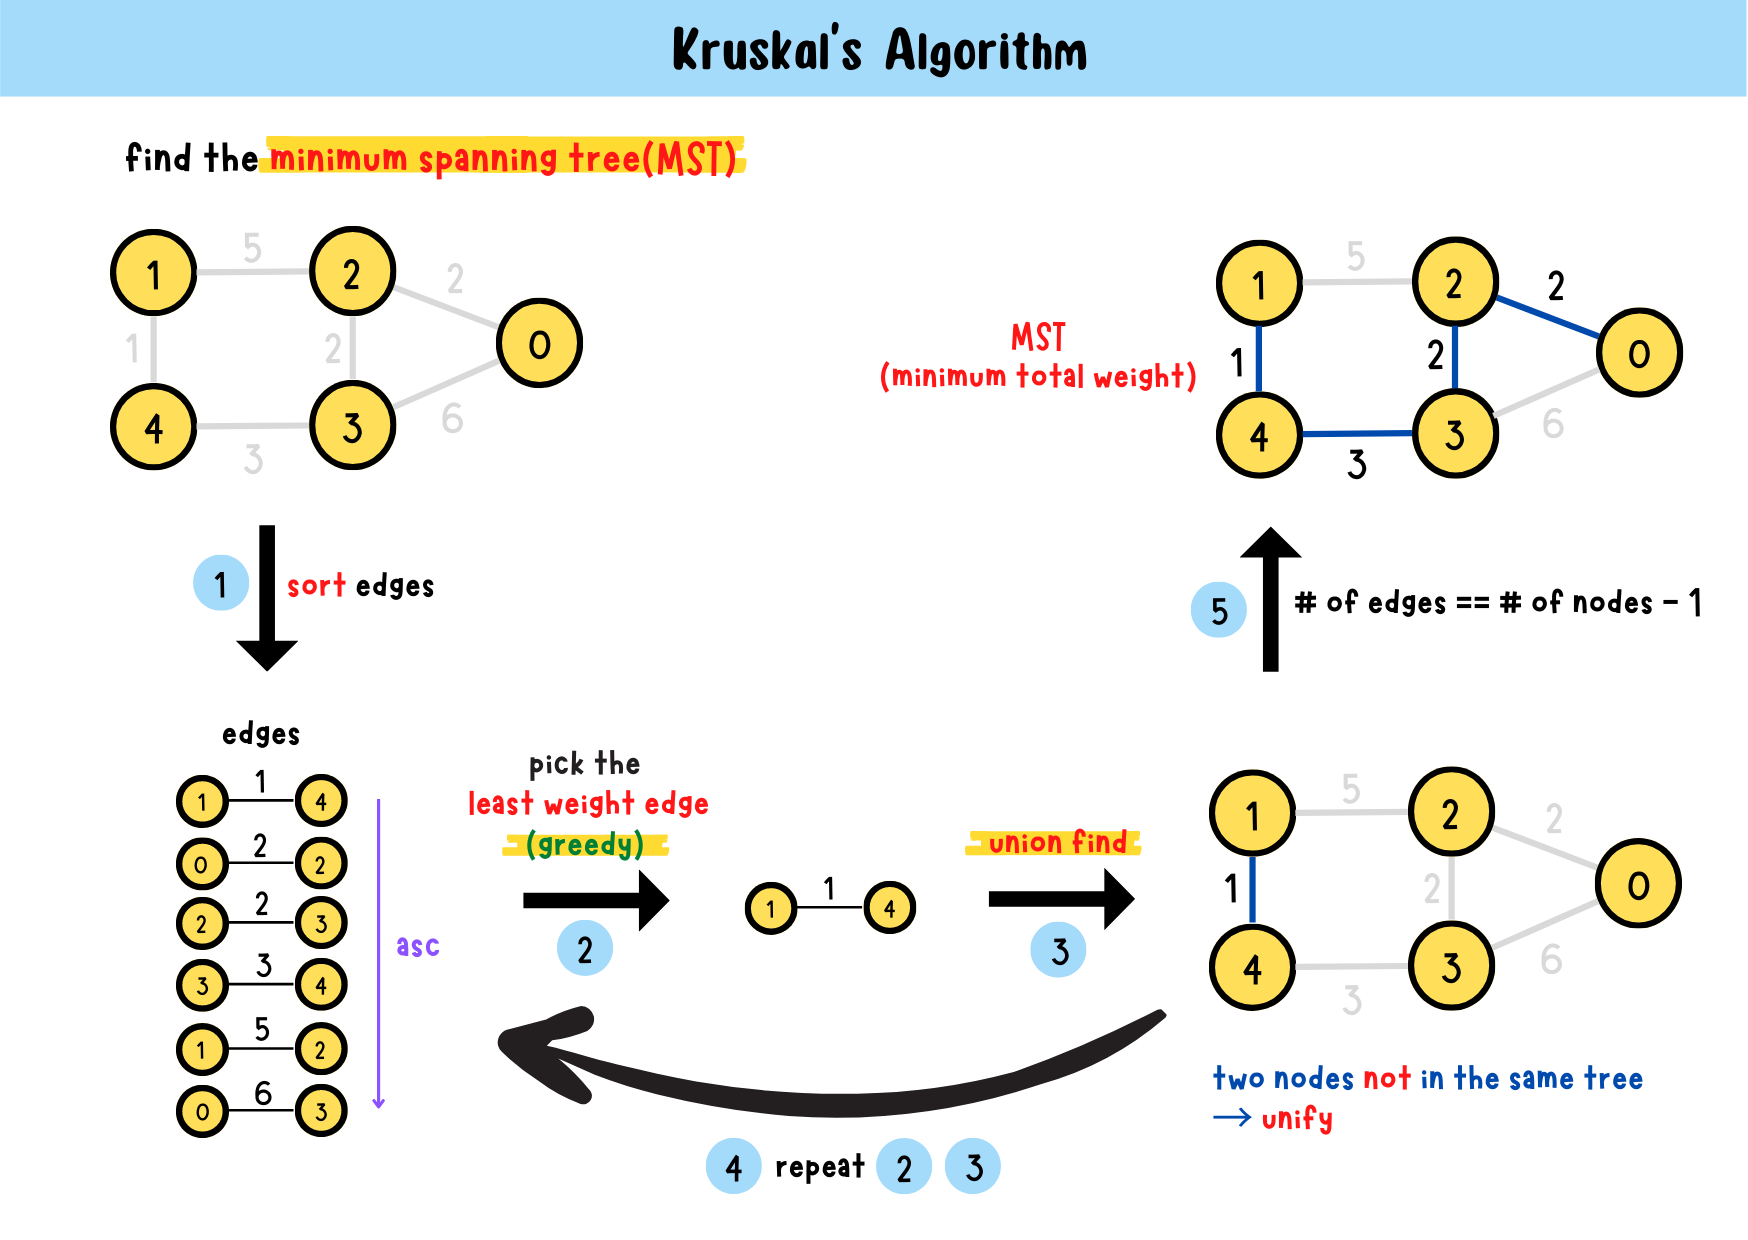 Kruskal's Algorithm
find the minimum spanning tree(MST)
1 5 2 2 0
1 2
4 3 3 6
MST
(minimum total weight)
1 5 2 2 0
1 2
4 3 3 6
1 sort edges
5 # of edges == # of nodes - 1
edges
1 1 4
0 2 2
2 2 3
3 3 4
1 5 2
0 6 3
asc
pick the
least weight edge
(greedy)
2
1 1 4
union find
3
1 5 2 2 0
1 2
4 3 3 6
two nodes not in the same tree
→ unify
4 repeat 2 3